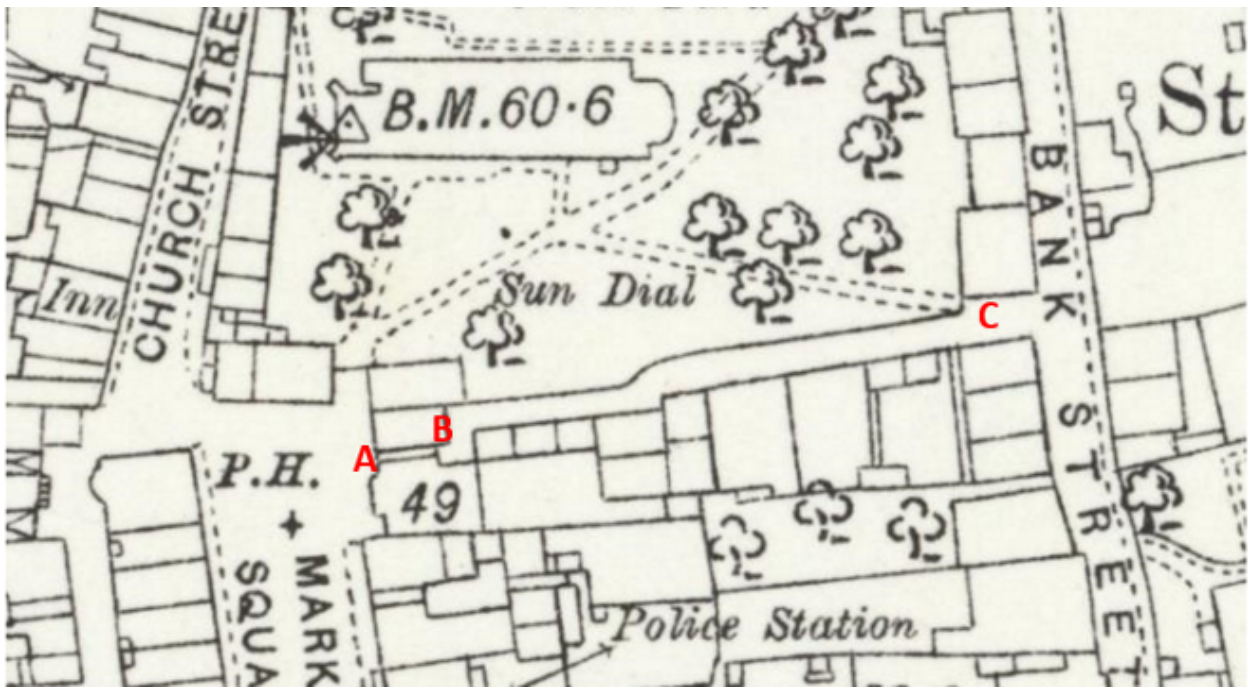 CHURCH STRE
B.M.60·6
St
BANK STREET
Inn
Sun Dial
C
B
A
P.H.
49
MARK
SQUA
Police Station